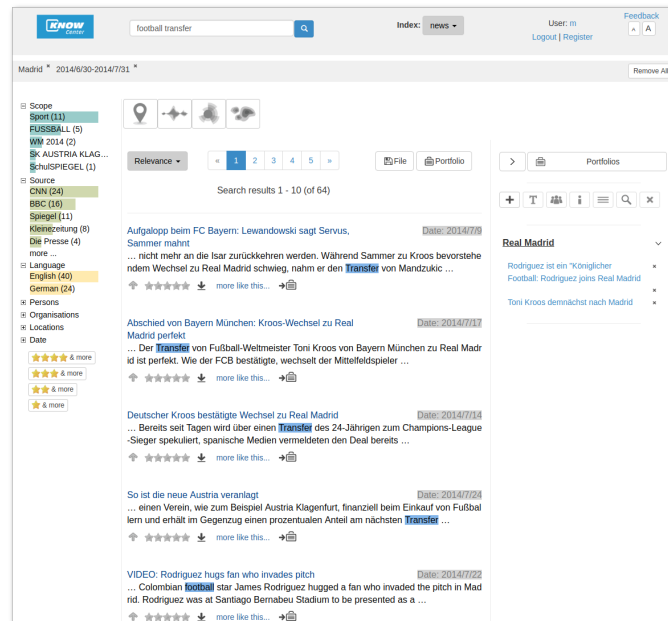 KNOW
Center
football transfer
Index: news
User: m
Logout | Register
Feedback
A A
Madrid × 2014/6/30-2014/7/31 ×
Remove All
Scope
Sport (11)
FUSSBALL (5)
WM 2014 (2)
SK AUSTRIA KLAG...
SchulSPIEGEL (1)
Source
CNN (24)
BBC (16)
Spiegel (11)
Kleinezeitung (8)
Die Presse (4)
more ...
Language
English (40)
German (24)
Persons
Organisations
Locations
Date
& more
& more
& more
& more
Relevance
« 1 2 3 4 5 »
File
Portfolio
Search results 1 - 10 (of 64)
Aufgalopp beim FC Bayern: Lewandowski sagt Servus,
Sammer mahnt
Date: 2014/7/9
... nicht mehr an die Isar zurückkehren werden. Während Sammer zu Kroos bevorstehe
ndem Wechsel zu Real Madrid schwieg, nahm er den Transfer von Mandzukic ...
more like this...
Abschied von Bayern München: Kroos-Wechsel zu Real
Madrid perfekt
Date: 2014/7/17
... Der Transfer von Fußball-Weltmeister Toni Kroos von Bayern München zu Real Madr
id ist perfekt. Wie der FCB bestätigte, wechselt der Mittelfeldspieler ...
more like this...
Deutscher Kroos bestätigte Wechsel zu Real Madrid
Date: 2014/7/14
... Bereits seit Tagen wird über einen Transfer des 24-Jährigen zum Champions-League
-Sieger spekuliert, spanische Medien vermeldeten den Deal bereits ...
more like this...
So ist die neue Austria veranlagt
Date: 2014/7/24
... einen Verein, wie zum Beispiel Austria Klagenfurt, finanziell beim Einkauf von Fußbal
lern und erhält im Gegenzug einen prozentualen Anteil am nächsten Transfer ...
more like this...
VIDEO: Rodriguez hugs fan who invades pitch
Date: 2014/7/22
... Colombian football star James Rodriguez hugged a fan who invaded the pitch in Mad
rid. Rodriguez was at Santiago Bernabeu Stadium to be presented as a ...
more like this...
Portfolios
T i
Real Madrid
Rodriguez ist ein "Königlicher
Football: Rodriguez joins Real Madrid
Toni Kroos demnächst nach Madrid